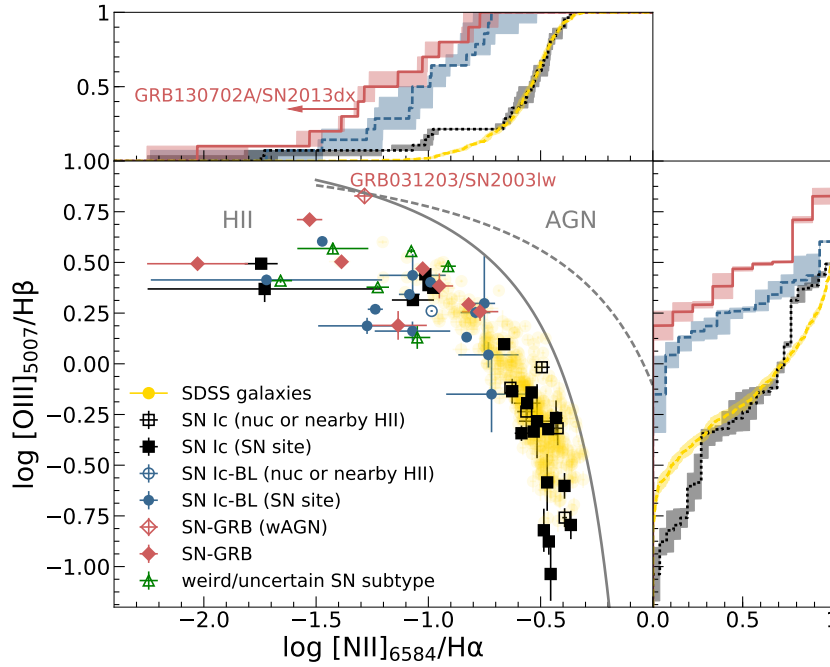 1
0.5
GRB130702A/SN2013dx
1.00
0.75
0.50
0.25
0.00
−0.25
−0.50
−0.75
−1.00
log [OIII]5007/Hβ
GRB031203/SN2003lw
HII
AGN
SDSS galaxies
SN Ic (nuc or nearby HII)
SN Ic (SN site)
SN Ic-BL (nuc or nearby HII)
SN Ic-BL (SN site)
SN-GRB (wAGN)
SN-GRB
weird/uncertain SN subtype
−2.0 −1.5 −1.0 −0.5 0.0 0.5 1
log [NII]6584/Hα